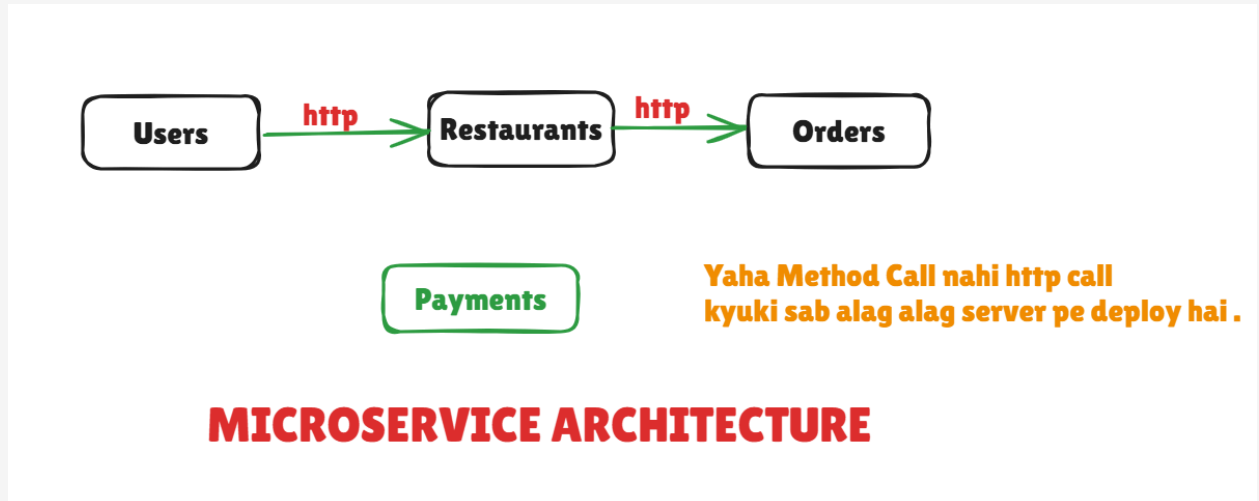 http
http
Users
Restaurants
Orders
Payments
Yaha Method Call nahi http call
kyuki sab alag alag server pe deploy hai .
MICROSERVICE ARCHITECTURE